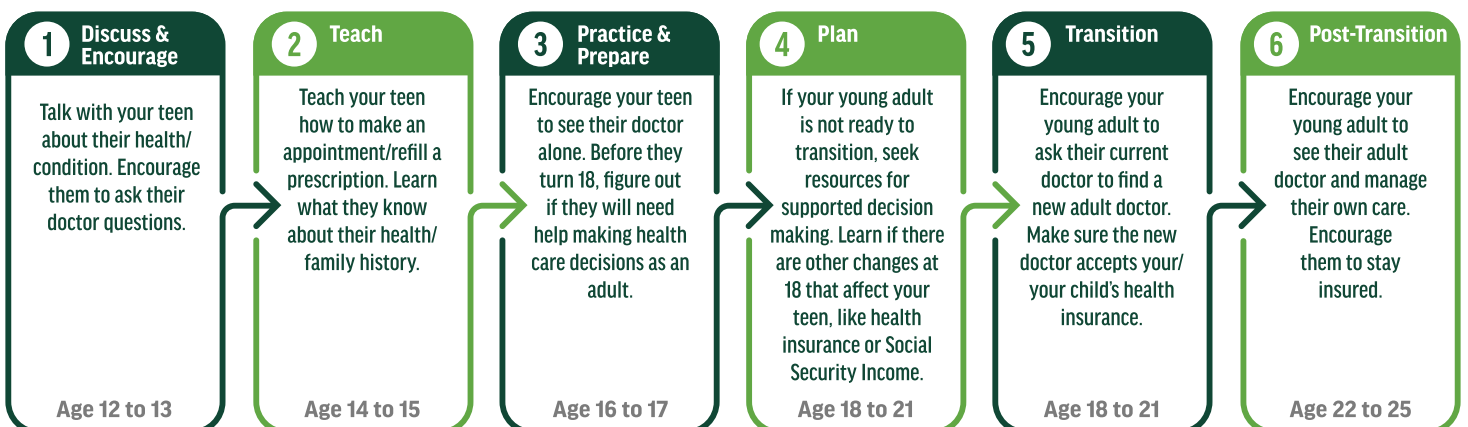 1
Discuss &
Encourage
Talk with your teen
about their health/
condition. Encourage
them to ask their
doctor questions.
Age 12 to 13
2
Teach
Teach your teen
how to make an
appointment/refill a
prescription. Learn
what they know
about their health/
family history.
Age 14 to 15
3
Practice &
Prepare
Encourage your teen
to see their doctor
alone. Before they
turn 18, figure out
if they will need
help making health
care decisions as an
adult.
Age 16 to 17
4
Plan
If your young adult
is not ready to
transition, seek
resources for
supported decision
making. Learn if there
are other changes at
18 that affect your
teen, like health
insurance or Social
Security Income.
Age 18 to 21
5
Transition
Encourage your
young adult to
ask their current
doctor to find a
new adult doctor.
Make sure the new
doctor accepts your/
your child's health
insurance.
Age 18 to 21
6
Post-Transition
Encourage your
young adult to
see their adult
doctor and manage
their own care.
Encourage
them to stay
insured.
Age 22 to 25